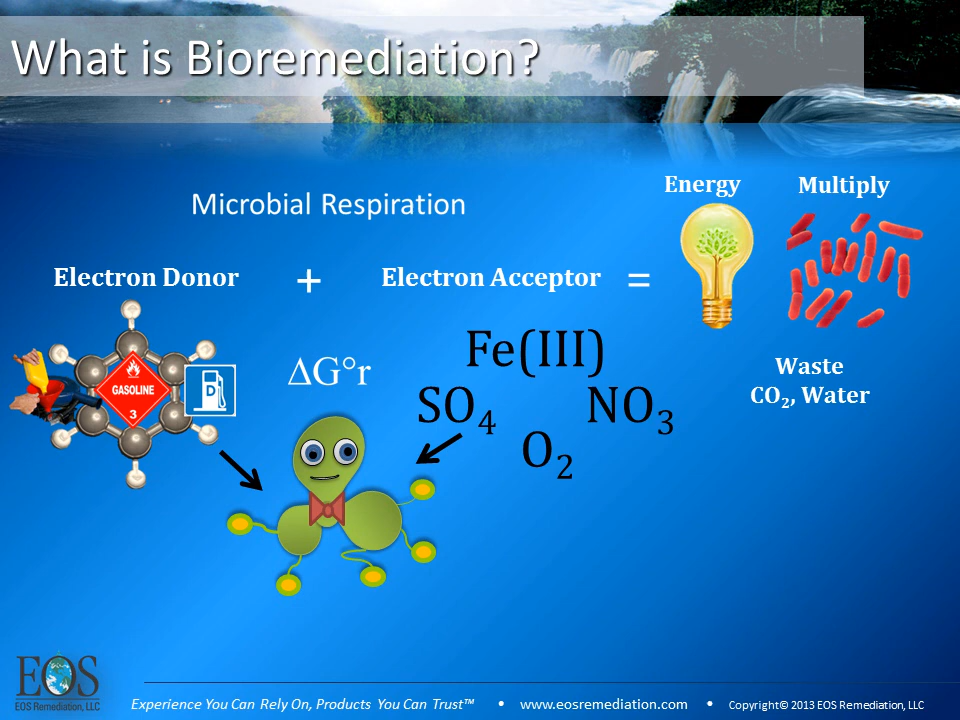 What is Bioremediation?
Microbial Respiration
Energy
Multiply
Electron Donor + Electron Acceptor =
GASOLINE
3
D
ΔG°r
Fe(III)
SO₄ NO₃
O₂
Waste
CO₂, Water
EOS
EOS Remediation, LLC
Experience You Can Rely On, Products You Can Trust™ • www.eosremediation.com • Copyright© 2013 EOS Remediation, LLC